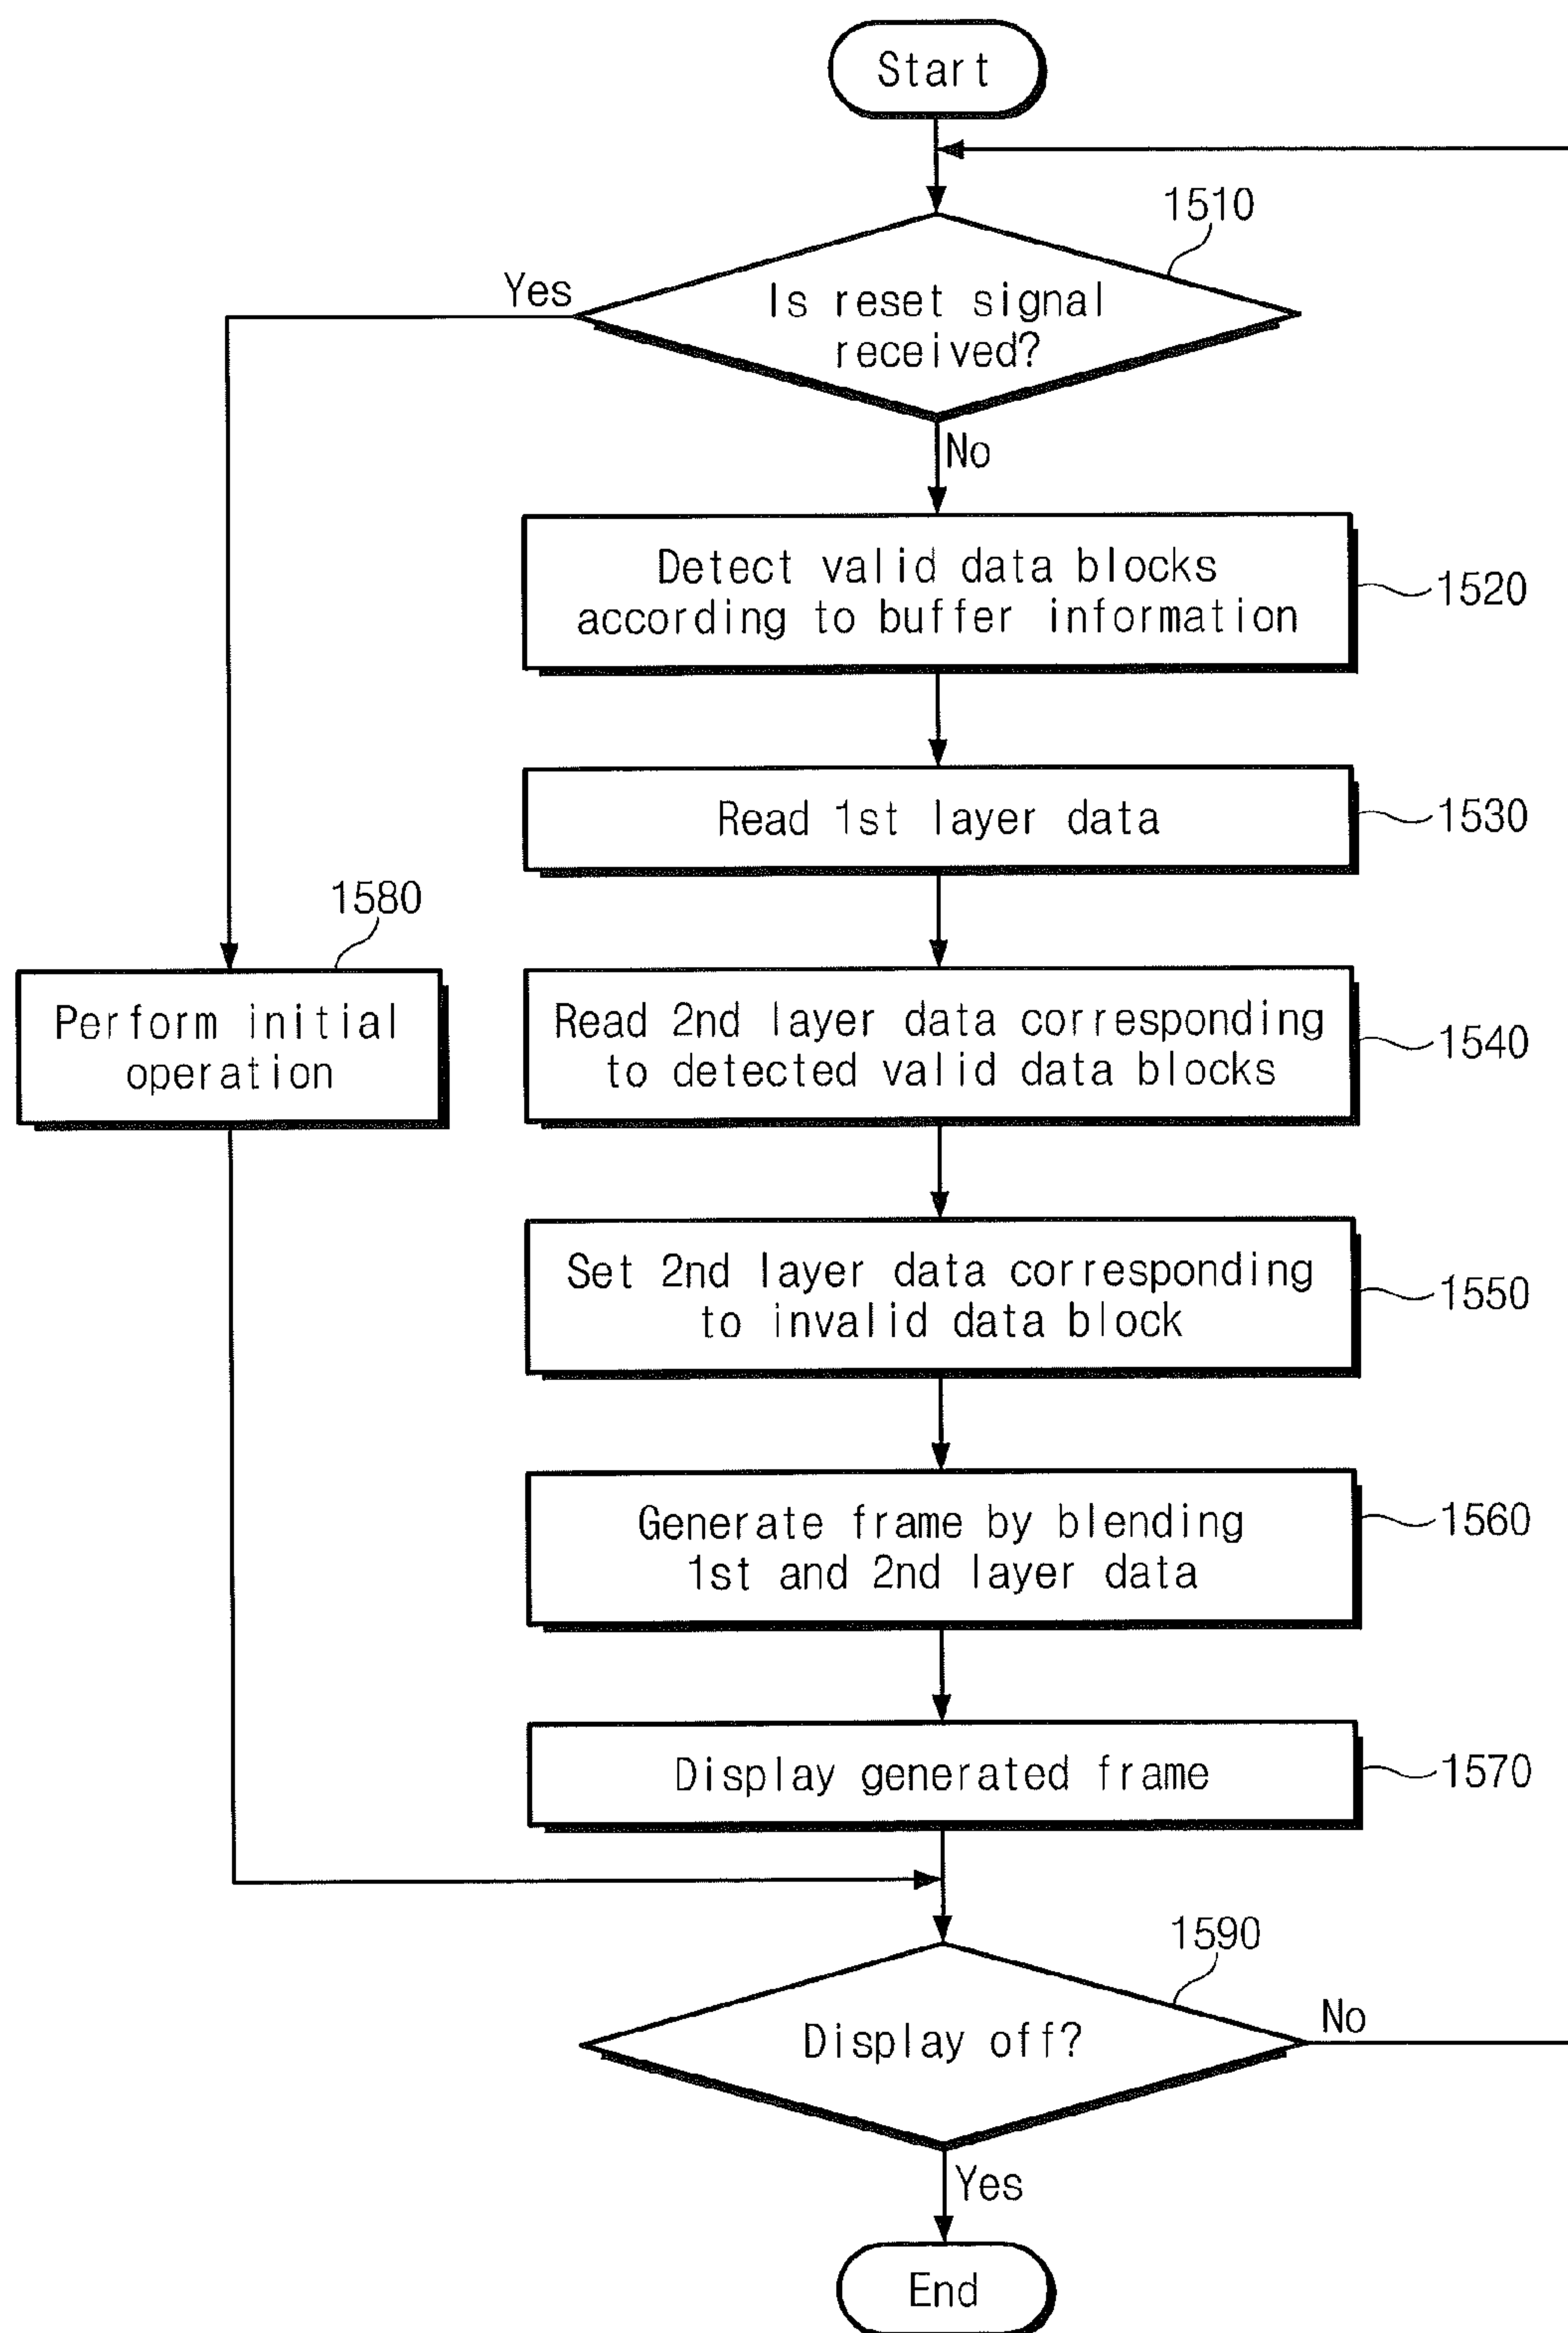 Start
1510
Yes
Is reset signal
received?
No
Detect valid data blocks
according to buffer information
1520
Read 1st layer data
1530
1580
Perform initial
operation
Read 2nd layer data corresponding
to detected valid data blocks
1540
Set 2nd layer data corresponding
to invalid data block
1550
Generate frame by blending
1st and 2nd layer data
1560
Display generated frame
1570
1590
Display off?
No
Yes
End